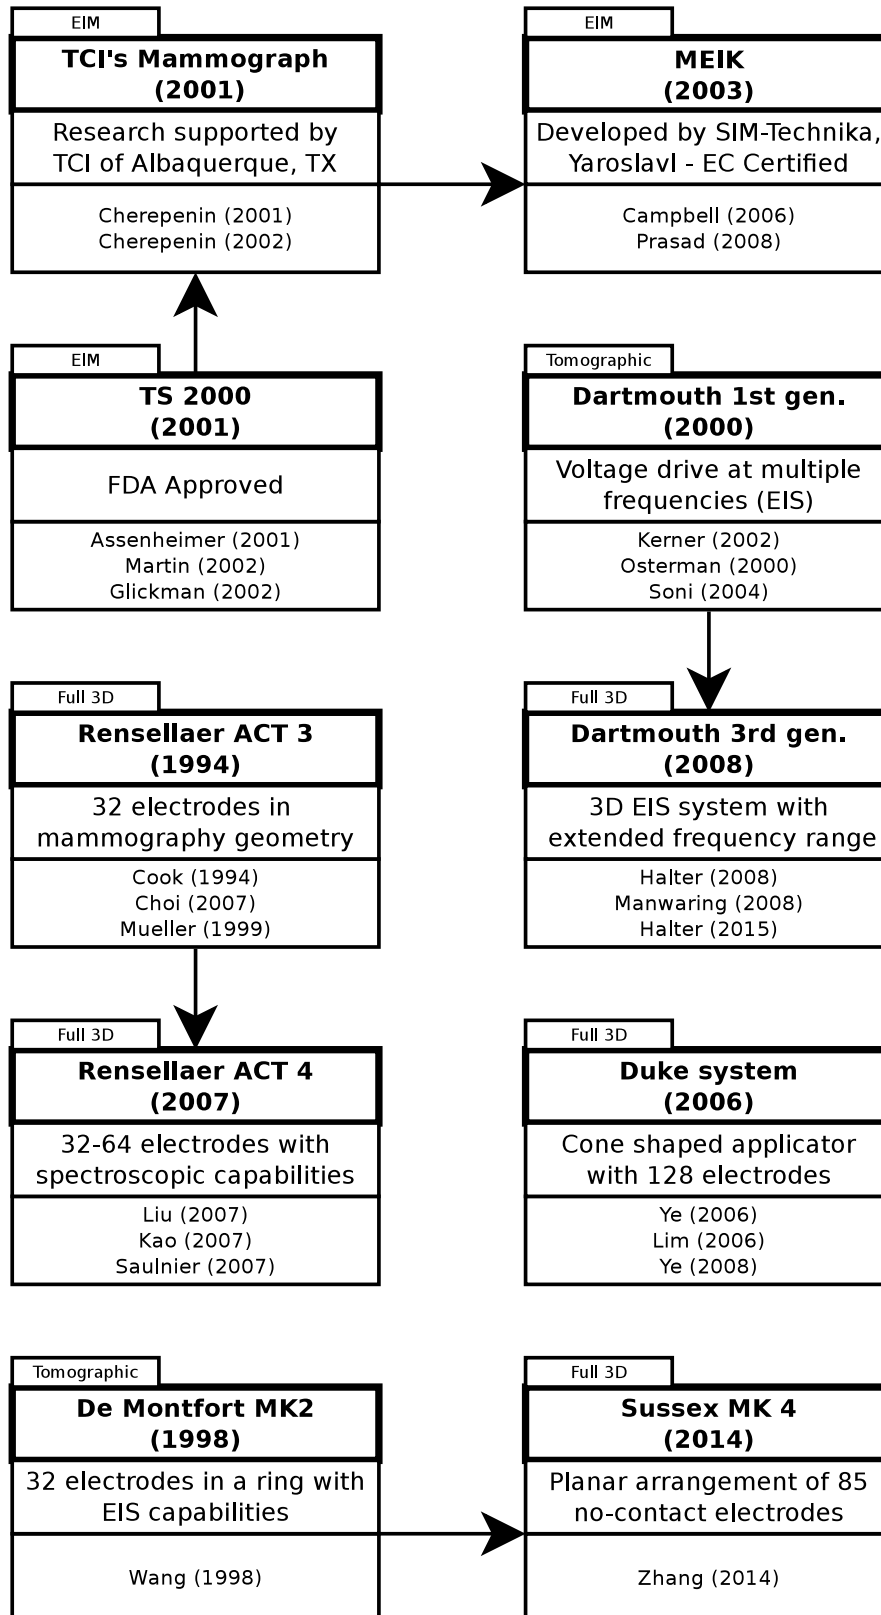 EIM
TCI's Mammograph
(2001)
Research supported by
TCI of Albaquerque, TX
Cherepenin (2001)
Cherepenin (2002)
EIM
MEIK
(2003)
Developed by SIM-Technika,
Yaroslavl - EC Certified
Campbell (2006)
Prasad (2008)
EIM
TS 2000
(2001)
FDA Approved
Assenheimer (2001)
Martin (2002)
Glickman (2002)
Tomographic
Dartmouth 1st gen.
(2000)
Voltage drive at multiple
frequencies (EIS)
Kerner (2002)
Osterman (2000)
Soni (2004)
Full 3D
Rensellaer ACT 3
(1994)
32 electrodes in
mammography geometry
Cook (1994)
Choi (2007)
Mueller (1999)
Full 3D
Dartmouth 3rd gen.
(2008)
3D EIS system with
extended frequency range
Halter (2008)
Manwaring (2008)
Halter (2015)
Full 3D
Rensellaer ACT 4
(2007)
32-64 electrodes with
spectroscopic capabilities
Liu (2007)
Kao (2007)
Saulnier (2007)
Full 3D
Duke system
(2006)
Cone shaped applicator
with 128 electrodes
Ye (2006)
Lim (2006)
Ye (2008)
Tomographic
De Montfort MK2
(1998)
32 electrodes in a ring with
EIS capabilities
Wang (1998)
Full 3D
Sussex MK 4
(2014)
Planar arrangement of 85
no-contact electrodes
Zhang (2014)